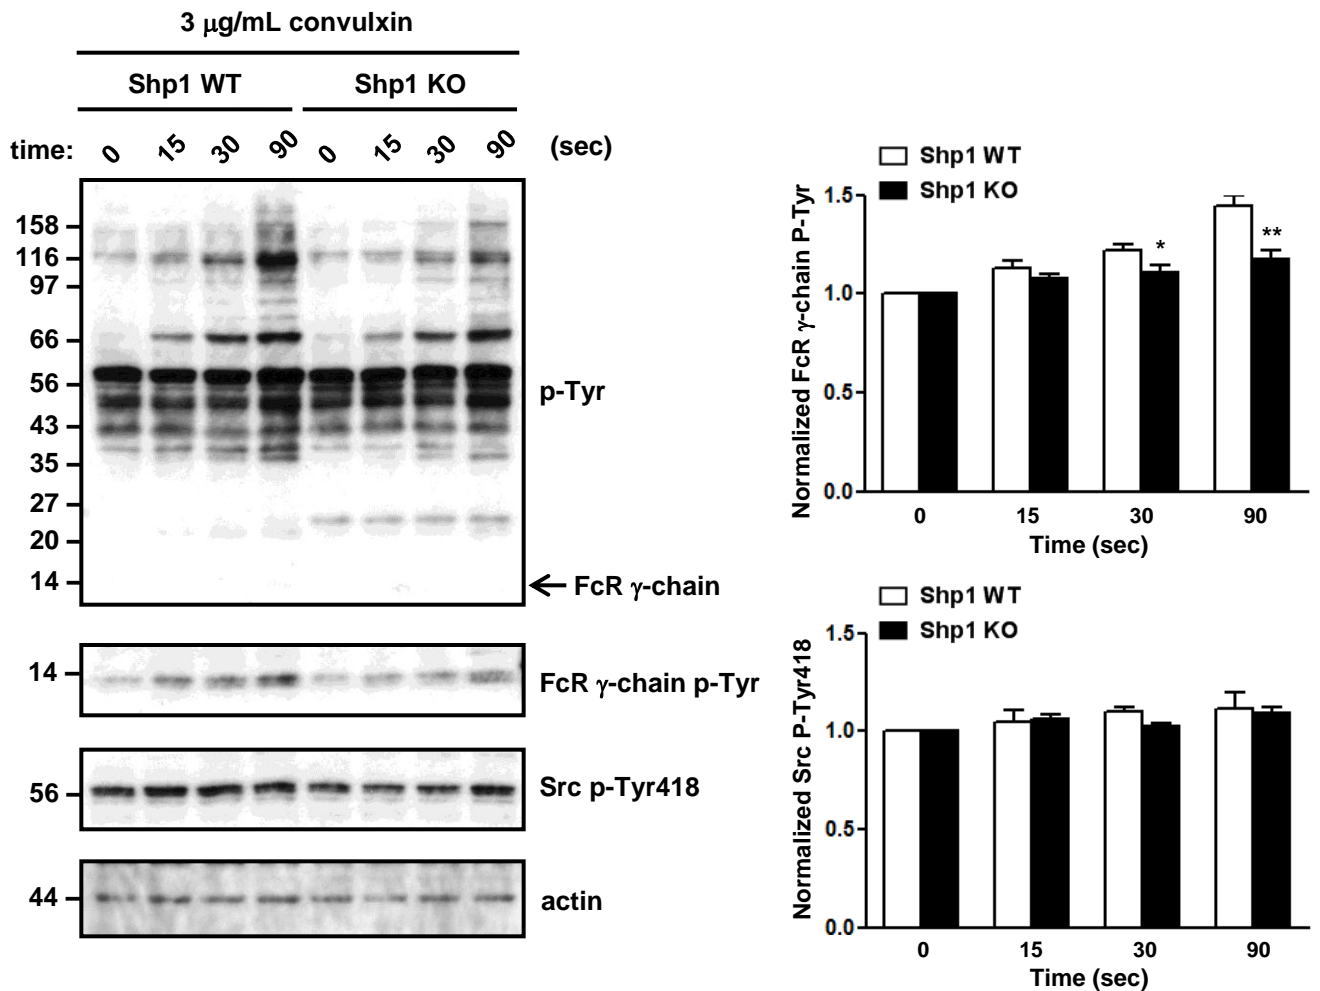 3 μg/mL convulxin
Shp1 WT Shp1 KO
time: 0 15 30 90 0 15 30 90 (sec)
158
116
97
66
56
43
35
27
20
14
p-Tyr
FcR γ-chain
14
FcR γ-chain p-Tyr
56
Src p-Tyr418
44
actin
Shp1 WT
Shp1 KO
Normalized FcR γ-chain P-Tyr
1.5
1.0
0.5
0.0
*
**
0 15 30 90
Time (sec)
Shp1 WT
Shp1 KO
Normalized Src P-Tyr418
1.5
1.0
0.5
0.0
0 15 30 90
Time (sec)